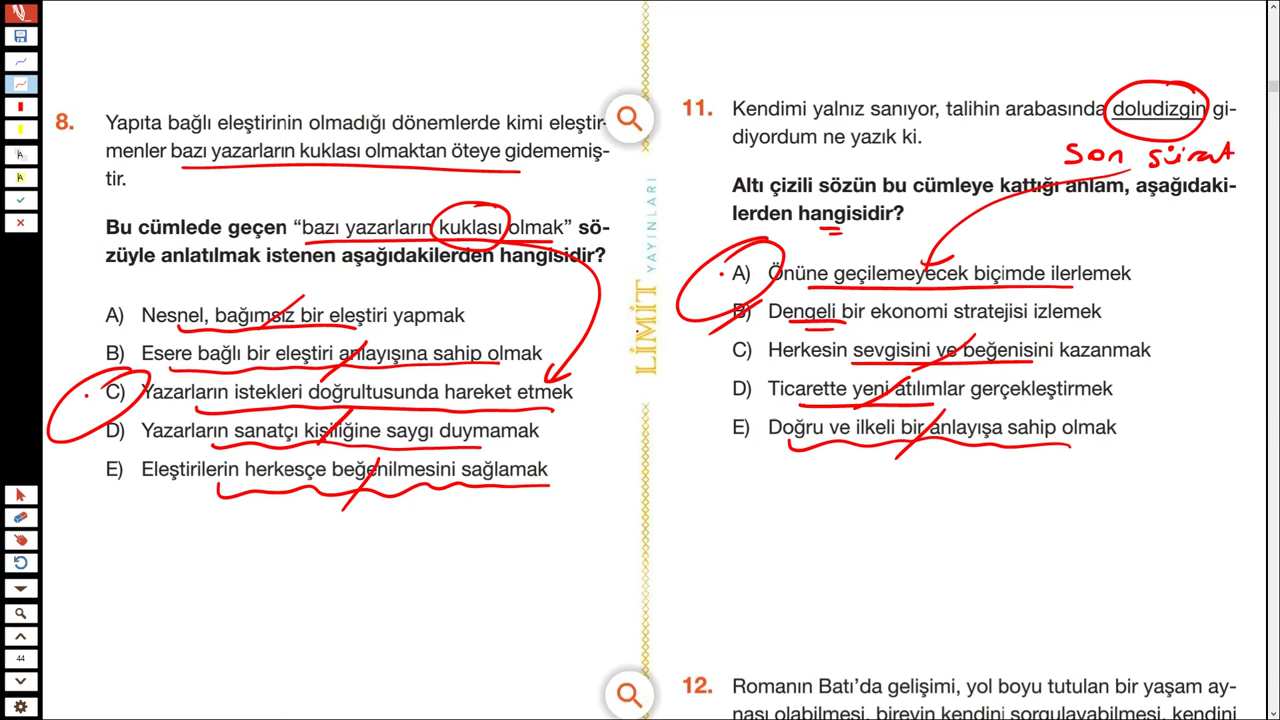 8. Yapıta bağlı eleştirinin olmadığı dönemlerde kimi eleştir-
menler bazı yazarların kuklası olmaktan öteye gidememiş-
tir.
Bu cümlede geçen “bazı yazarların kuklası olmak” sö-
züyle anlatılmak istenen aşağıdakilerden hangisidir?
A) Nesnel, bağımsız bir eleştiri yapmak
B) Esere bağlı bir eleştiri anlayışına sahip olmak
C) Yazarların istekleri doğrultusunda hareket etmek
D) Yazarların sanatçı kişiliğine saygı duymamak
E) Eleştirilerin herkesçe beğenilmesini sağlamak
LİMİT YAYINLARI
11. Kendimi yalnız sanıyor, talihin arabasında doludizgin gi-
diyordum ne yazık ki.
Son sürat
Altı çizili sözün bu cümleye kattığı anlam, aşağıdaki-
lerden hangisidir?
A) Önüne geçilemeyecek biçimde ilerlemek
B) Dengeli bir ekonomi stratejisi izlemek
C) Herkesin sevgisini ve beğenisini kazanmak
D) Ticarette yeni atılımlar gerçekleştirmek
E) Doğru ve ilkeli bir anlayışa sahip olmak
12. Romanın Batı’da gelişimi, yol boyu tutulan bir yaşam ay-
nası olabilmesi, bireyin kendini sorgulayabilmesi, kendini
44